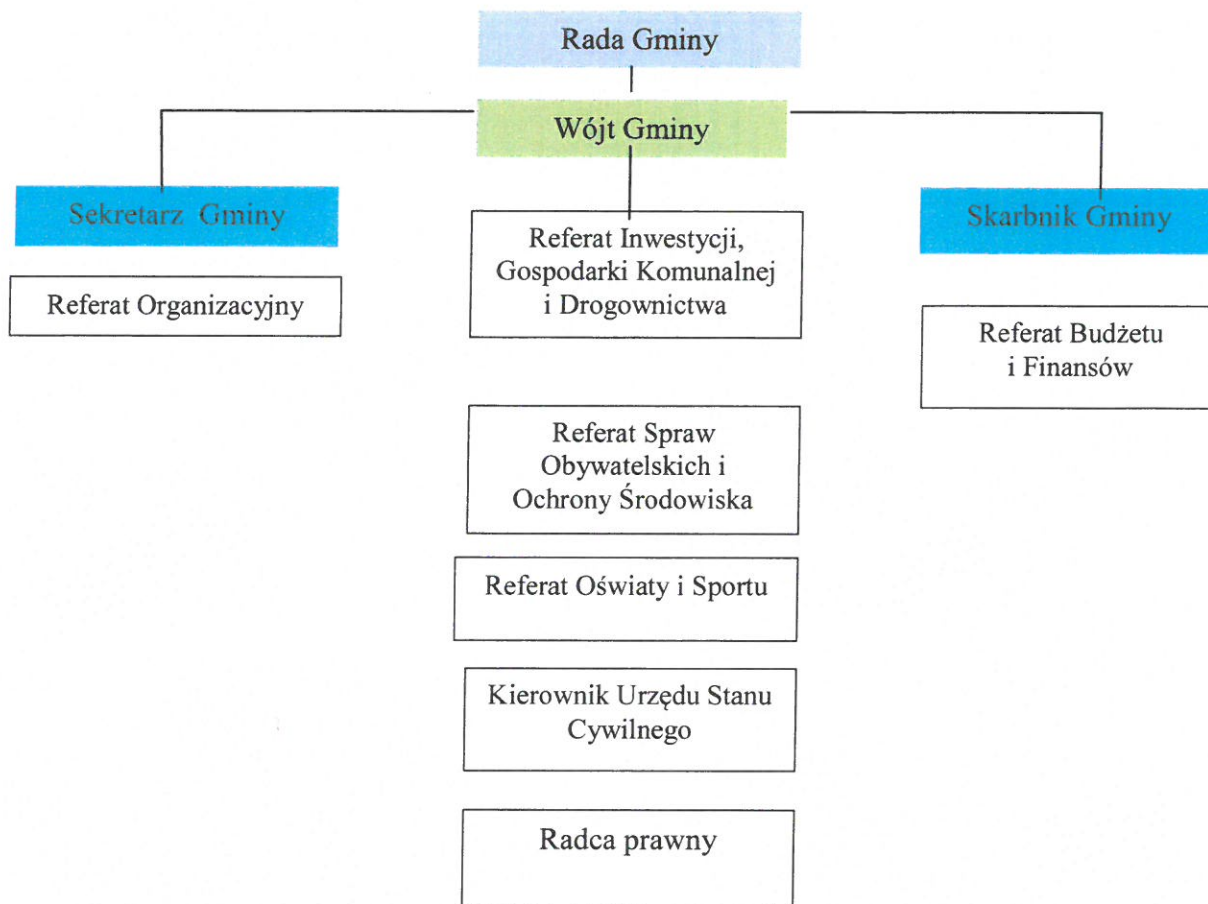 Rada Gminy
Wójt Gminy
Sekretarz Gminy
Skarbnik Gminy
Referat Organizacyjny
Referat Inwestycji,
Gospodarki Komunalnej
i Drogownictwa
Referat Budżetu
i Finansów
Referat Spraw
Obywatelskich i
Ochrony Środowiska
Referat Oświaty i Sportu
Kierownik Urzędu Stanu
Cywilnego
Radca prawny